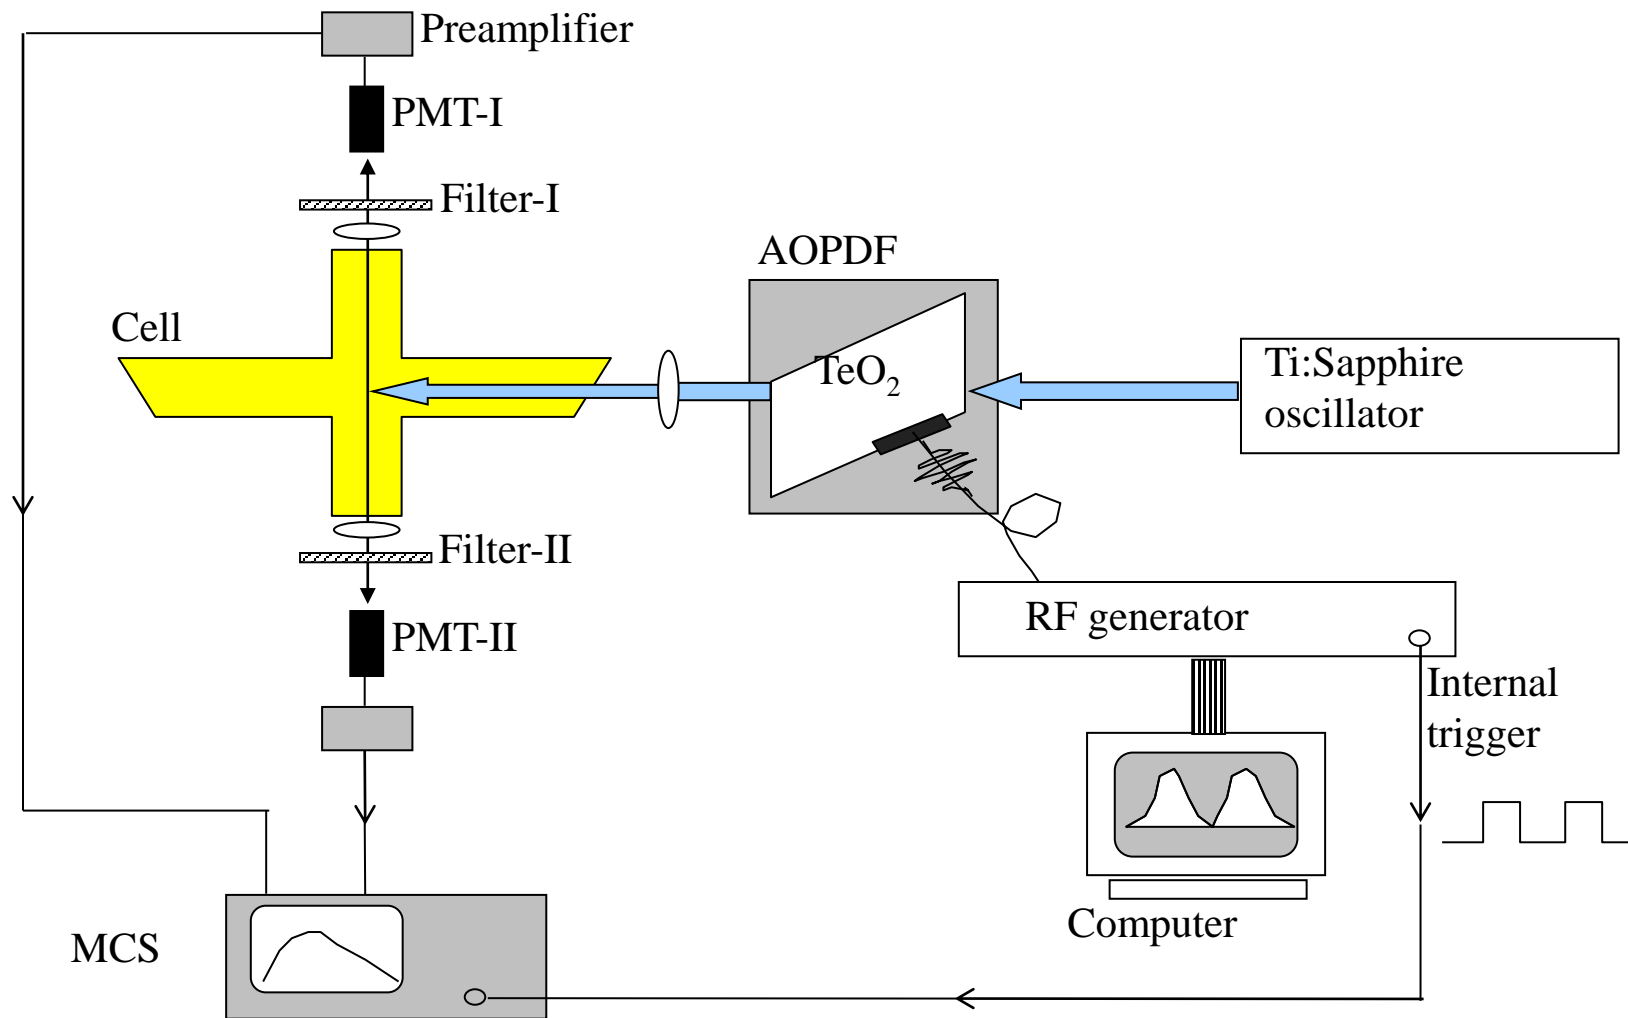 Preamplifier
PMT-I
Filter-I
AOPDF
Cell
TeO₂
Ti:Sapphire
oscillator
Filter-II
PMT-II
RF generator
Internal
trigger
Computer
MCS